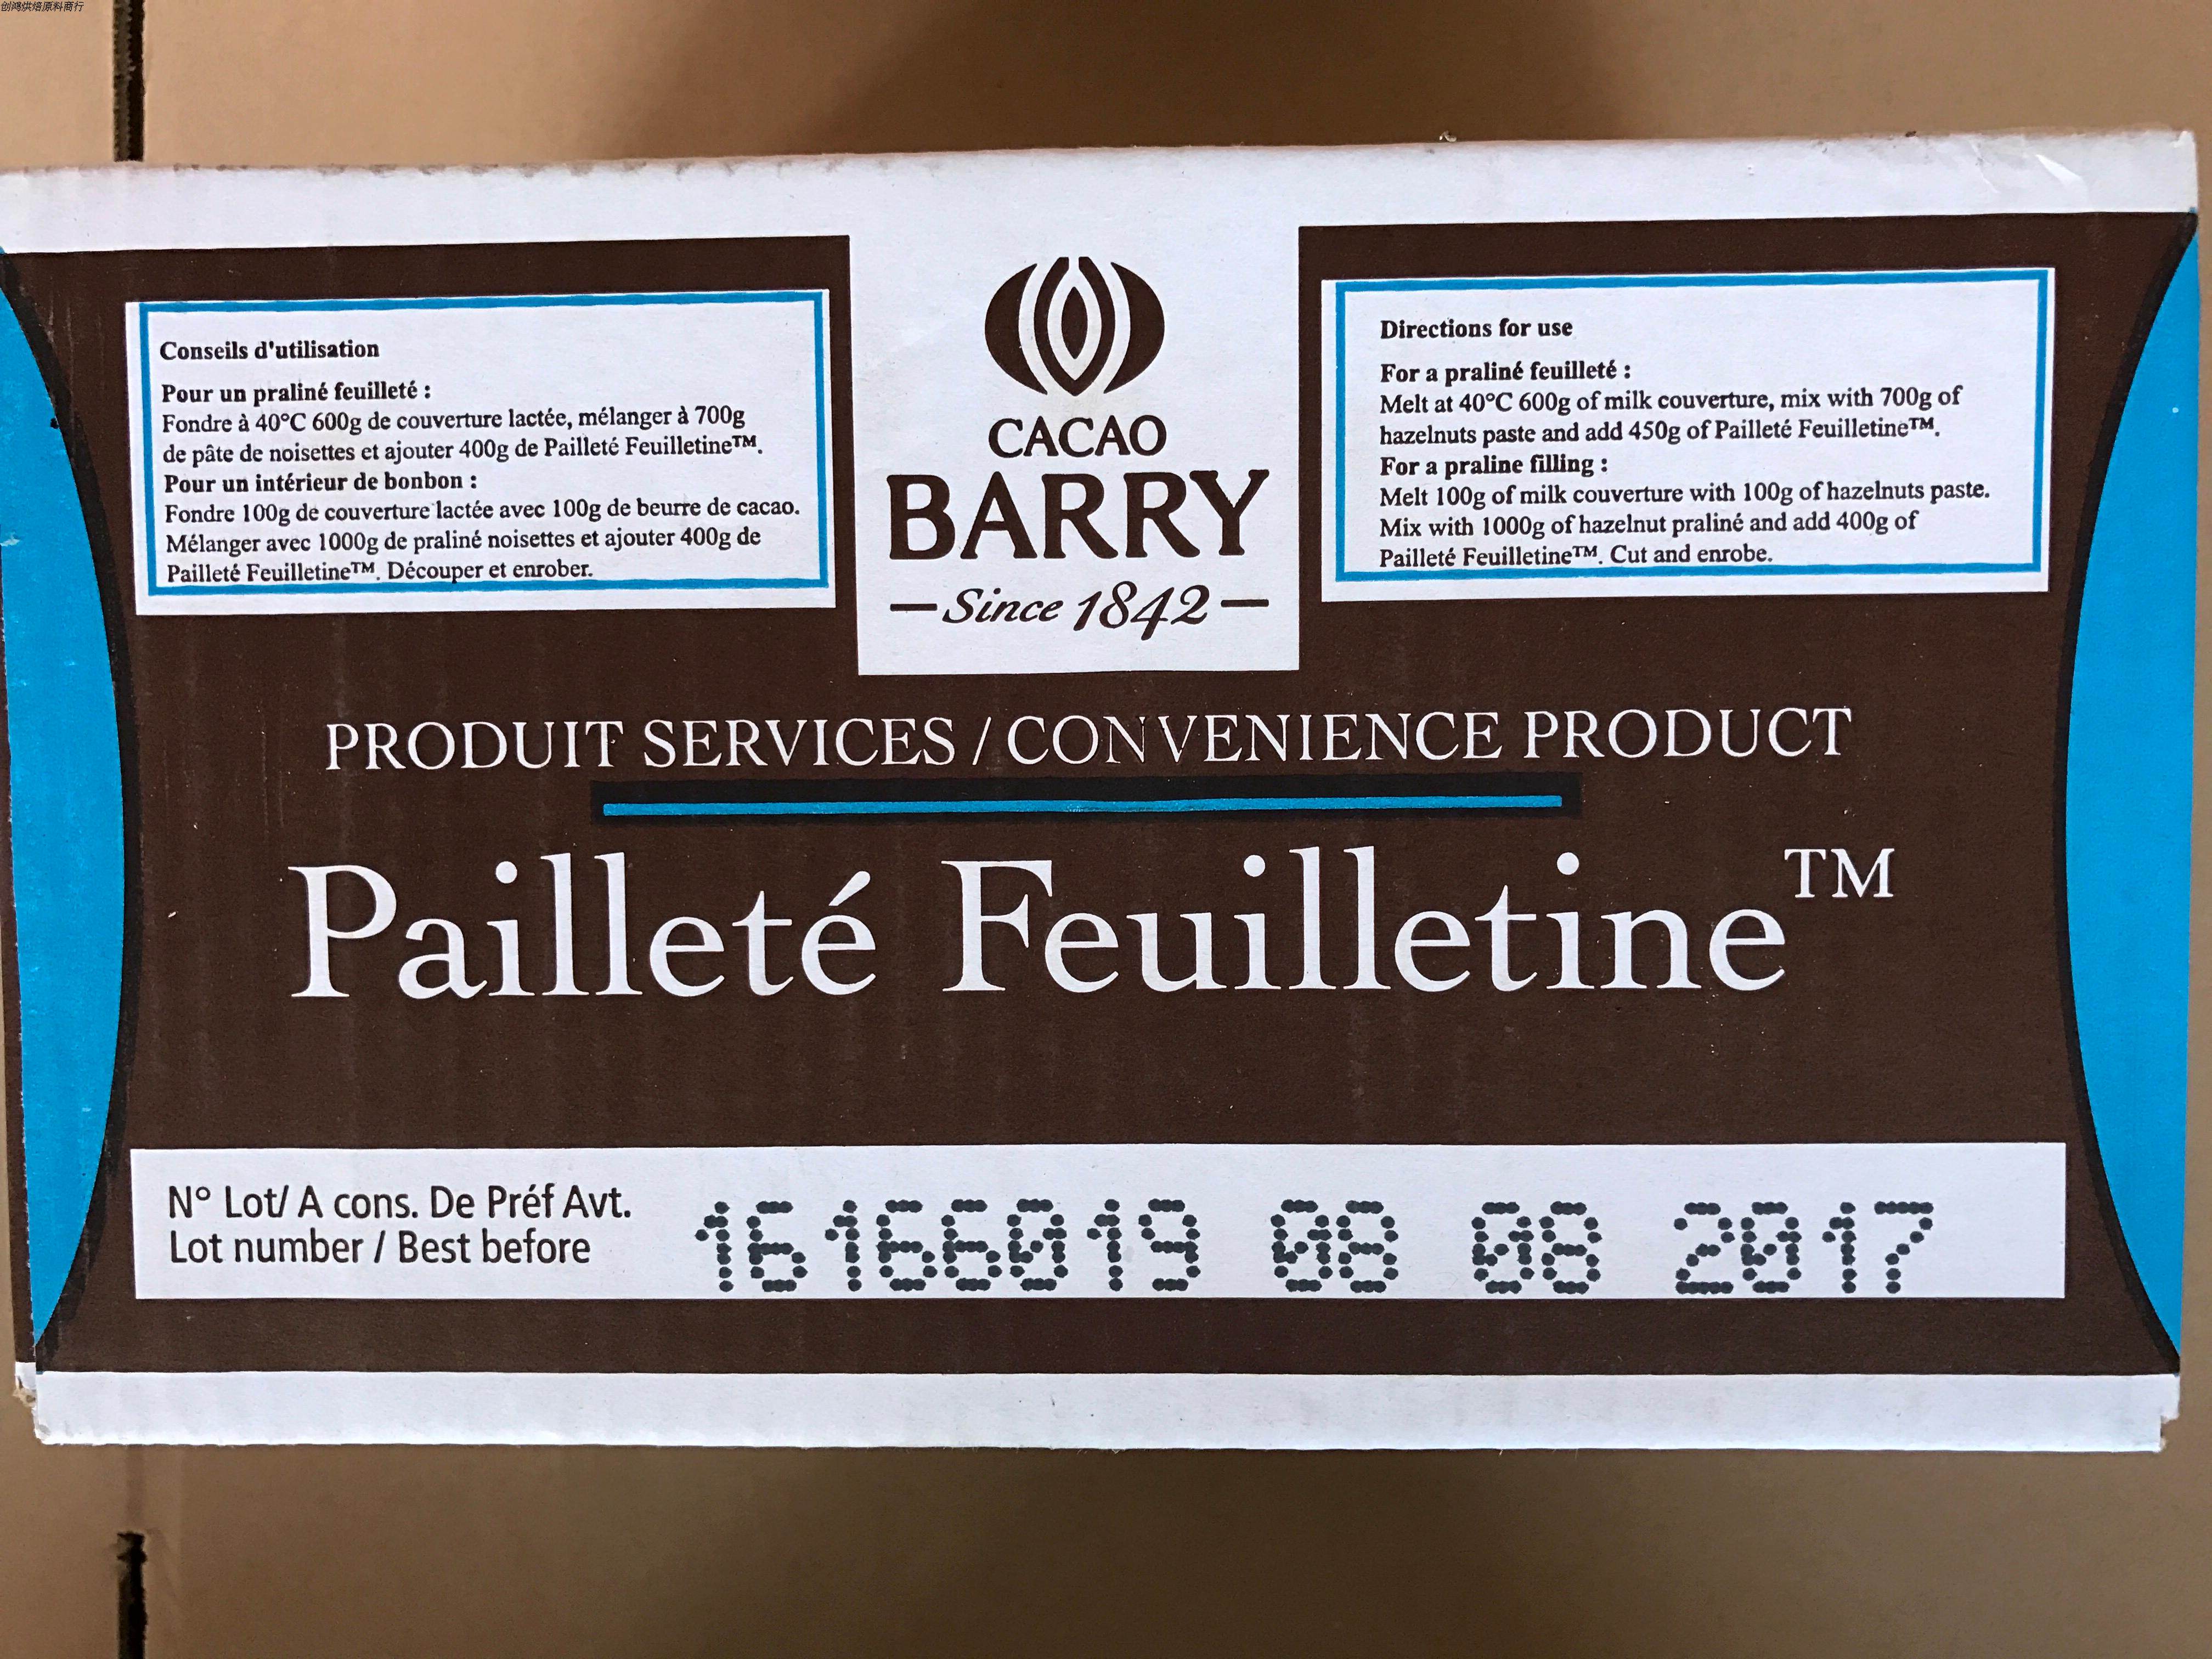 创鸿烘焙原料商行
Conseils d'utilisation
Pour un praliné feuilleté :
Fondre à 40°C 600g de couverture lactée, mélanger à 700g
de pâte de noisettes et ajouter 400g de Pailleté Feuilletine™.
Pour un intérieur de bonbon :
Fondre 100g de couverture lactée avec 100g de beurre de cacao.
Mélanger avec 1000g de praliné noisettes et ajouter 400g de
Pailleté Feuilletine™. Découper et enrober.
CACAO
BARRY
Since 1842
Directions for use
For a praliné feuilleté :
Melt at 40°C 600g of milk couverture, mix with 700g of
hazelnuts paste and add 450g of Pailleté Feuilletine™.
For a praline filling :
Melt 100g of milk couverture with 100g of hazelnuts paste.
Mix with 1000g of hazelnut praliné and add 400g of
Pailleté Feuilletine™. Cut and enrobe.
PRODUIT SERVICES / CONVENIENCE PRODUCT
Pailleté Feuilletine™
N° Lot/ A cons. De Préf Avt.
Lot number / Best before
16166019 08 08 2017